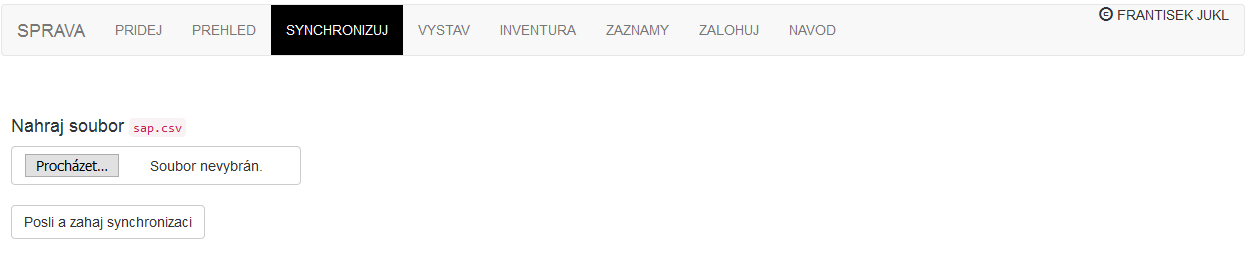 SPRAVA PRIDEJ PREHLED SYNCHRONIZUJ VYSTAV INVENTURA ZAZNAMY ZALOHUJ NAVOD © FRANTISEK JUKL
Nahraj soubor sap.csv
Procházet... Soubor nevybrán.
Posli a zahaj synchronizaci